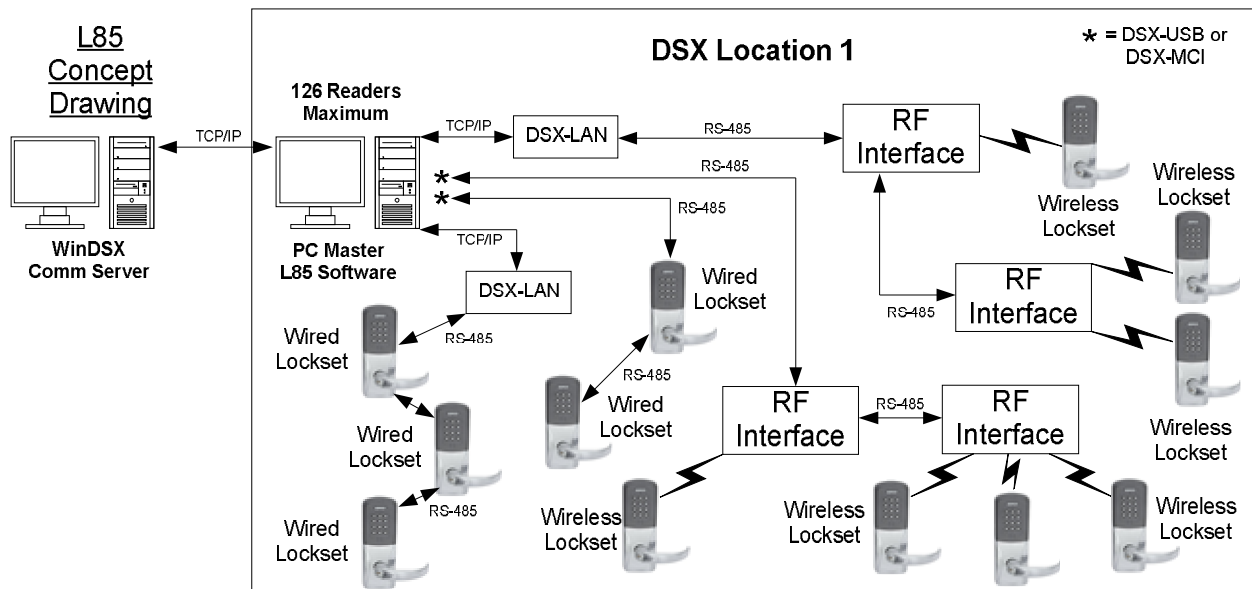 L85
Concept
Drawing
DSX Location 1
* = DSX-USB or
DSX-MCI
126 Readers
Maximum
TCP/IP
TCP/IP
DSX-LAN
RS-485
RF
Interface
RS-485
*
*
RS-485
WinDSX
Comm Server
PC Master
L85 Software
TCP/IP
DSX-LAN
Wired
Lockset
Wireless
Lockset
Wireless
Lockset
RF
Interface
RS-485
Wired
Lockset
RS-485
RS-485
Wired
Lockset
Wired
Lockset
RS-485
Wired
Lockset
RF
Interface
RS-485
RF
Interface
Wireless
Lockset
Wireless
Lockset
Wireless
Lockset
Wireless
Lockset